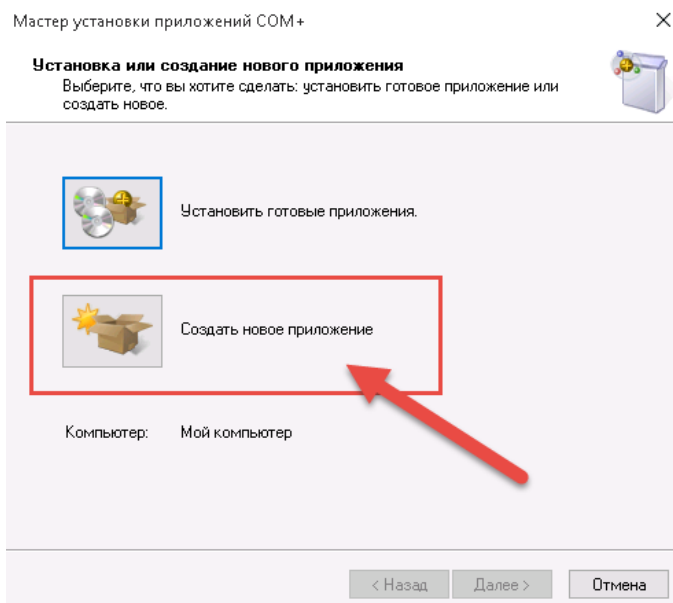 Мастер установки приложений COM+
Установка или создание нового приложения
Выберите, что вы хотите сделать: установить готовое приложение или
создать новое.
Установить готовые приложения.
Создать новое приложение
Компьютер: Мой компьютер
< Назад Далее > Отмена